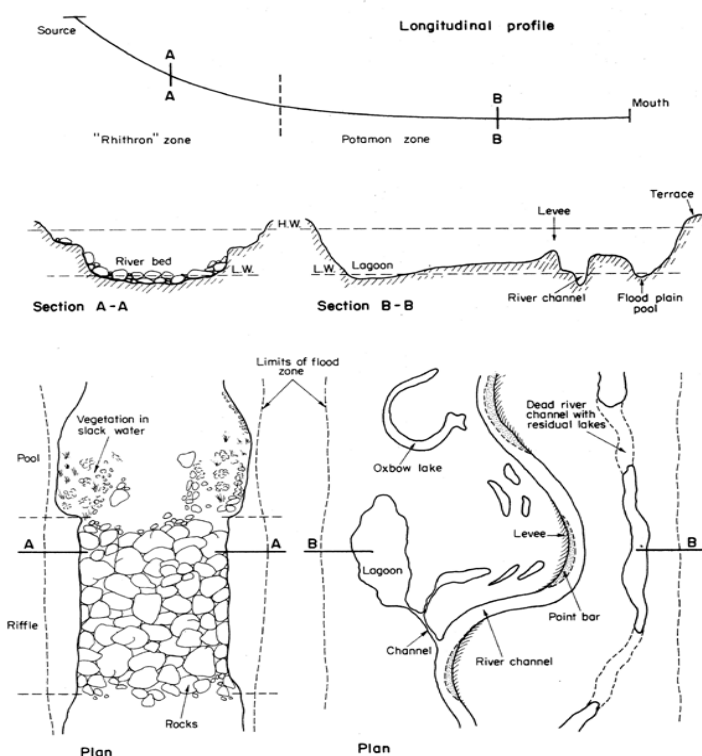 Longitudinal profile
Source
A
A
B
B
Mouth
"Rhithron" zone
Potamon zone
Terrace
Levee
H.W.
River bed
Lagoon
L.W.
L.W.
Section A-A
Section B-B
River channel
Flood plain
pool
Limits of flood
zone
Vegetation in
slack water
Dead river
channel with
residual lakes
Pool
Oxbow lake
A
A
B
B
Levee
Lagoon
Point bar
Riffle
Channel
River channel
Rocks
Plan
Plan